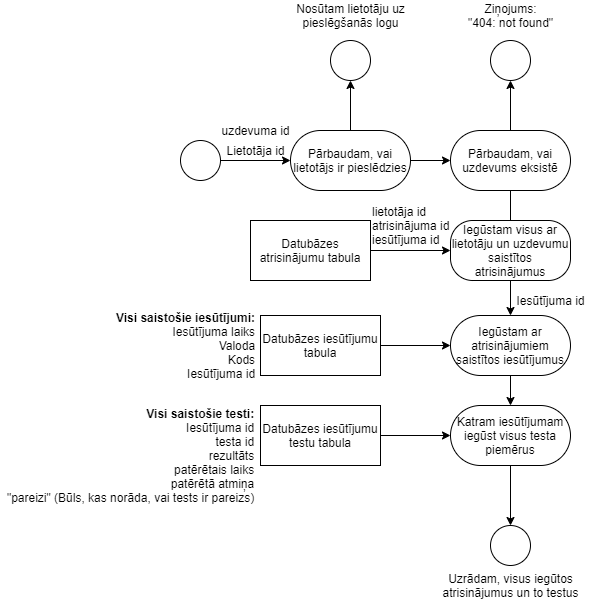 Nosūtam lietotāju uz
pieslēgšanās logu
Ziņojums:
"404: not found"
uzdevuma id
Lietotāja id
Pārbaudam, vai
lietotājs ir pieslēdzies
Pārbaudam, vai
uzdevums eksistē
Datubāzes
atrisinājumu tabula
lietotāja id
atrisinājuma id
iesūtījuma id
Iegūstam visus ar
lietotāju un uzdevumu
saistītos
atrisinājumus
Iesūtījuma id
Visi saistošie iesūtījumi:
Iesūtījuma laiks
Valoda
Kods
Iesūtījuma id
Datubāzes iesūtījumu
tabula
Iegūstam ar
atrisinājumiem
saistītos iesūtījumus
Visi saistošie testi:
Iesūtījuma id
testa id
rezultāts
patērētais laiks
patērētā atmiņa
"pareizi" (Būls, kas norāda, vai tests ir pareizs)
Datubāzes iesūtījumu
testu tabula
Katram iesūtījumam
iegūst visus testa
piemērus
Uzrādam, visus iegūtos
atrisinājumus un to testus